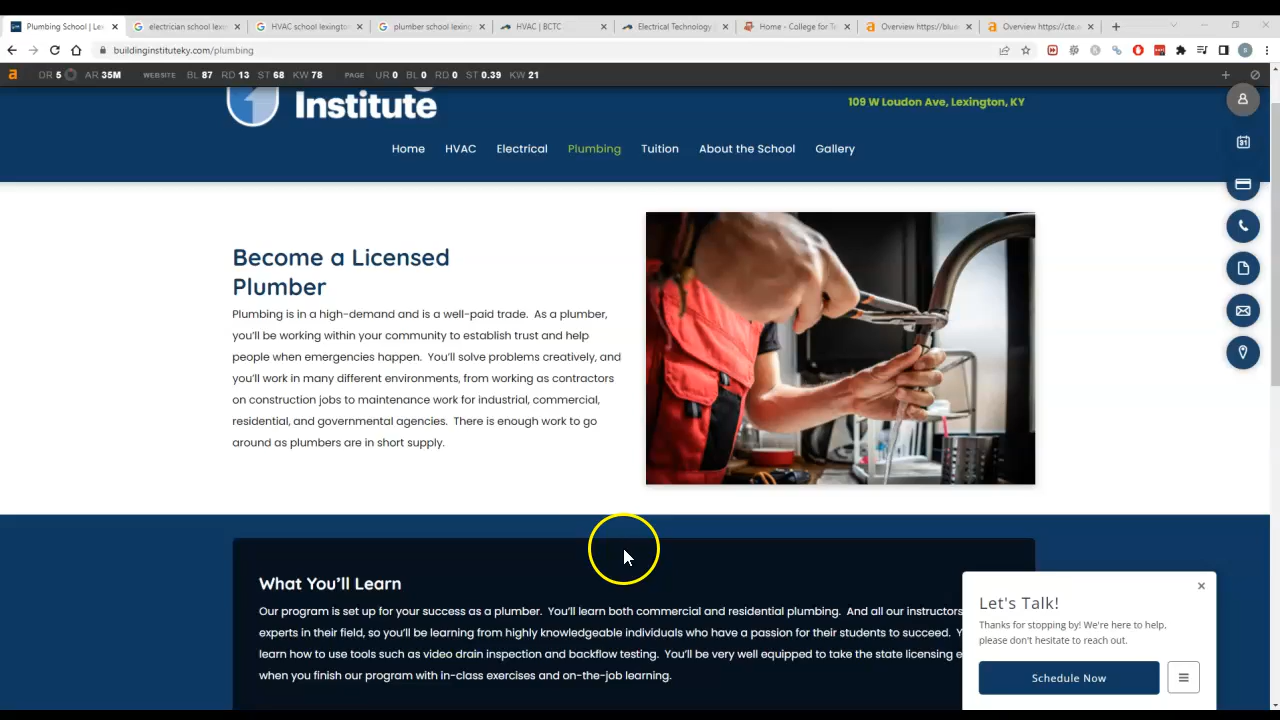 Plumbing School | Le
electrician school lexi
HVAC school lexingto
plumber school lexing
HVAC | BCTC
Electrical Technology
Home - College for Te
Overview https://blue
Overview https://cte.
buildinginstituteky.com/plumbing
DR 5 AR 35M WEBSITE BL 87 RD 13 ST 68 KW 78 PAGE UR 0 BL 0 RD 0 ST 0.39 KW 21
Institute
109 W Loudon Ave, Lexington, KY
Home HVAC Electrical Plumbing Tuition About the School Gallery
Become a Licensed
Plumber
Plumbing is in a high-demand and is a well-paid trade. As a plumber,
you'll be working within your community to establish trust and help
people when emergencies happen. You'll solve problems creatively, and
you'll work in many different environments, from working as contractors
on construction jobs to maintenance work for industrial, commercial,
residential, and governmental agencies. There is enough work to go
around as plumbers are in short supply.
What You'll Learn
Our program is set up for your success as a plumber. You'll learn both commercial and residential plumbing. And all our instructors
experts in their field, so you'll be learning from highly knowledgeable individuals who have a passion for their students to succeed. Y
learn how to use tools such as video drain inspection and backflow testing. You'll be very well equipped to take the state licensing e
when you finish our program with in-class exercises and on-the-job learning.
Let's Talk!
Thanks for stopping by! We're here to help,
please don't hesitate to reach out.
Schedule Now